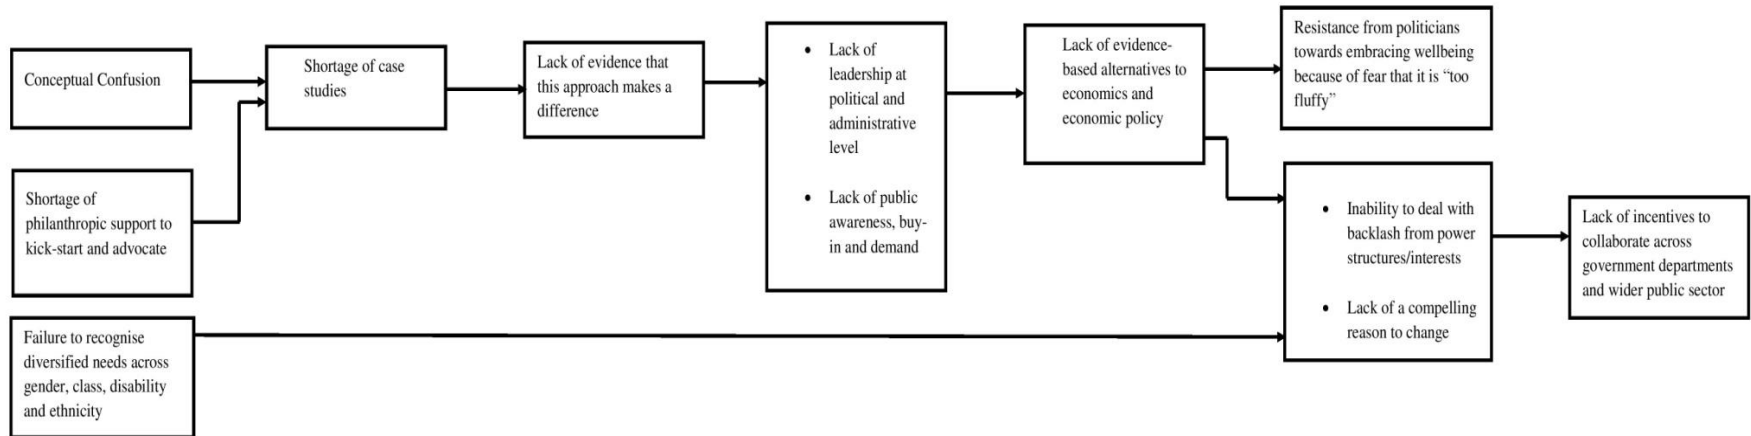 Conceptual Confusion
Shortage of
philanthropic support to
kick-start and advocate
Failure to recognise
diversified needs across
gender, class, disability
and ethnicity
Shortage of case
studies
Lack of evidence that
this approach makes a
difference
• Lack of
leadership at
political and
administrative
level
• Lack of public
awareness, buy-
in and demand
Lack of evidence-
based alternatives to
economics and
economic policy
Resistance from politicians
towards embracing wellbeing
because of fear that it is “too
fluffy”
• Inability to deal with
backlash from power
structures/interests
• Lack of a compelling
reason to change
Lack of incentives to
collaborate across
government departments
and wider public sector